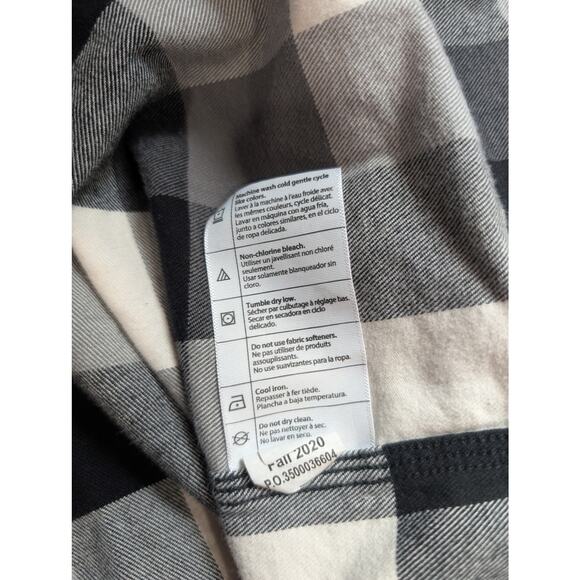 Machine wash cold gentle cycle
like colors.
Laver à la machine à l'eau froide avec
les mêmes couleurs, cycle délicat.
Lavar en máquina con agua fría,
junto a colores similares, en el ciclo
de ropa delicada.
Non-chlorine bleach.
Utiliser un javellisant non chloré
seulement.
Usar solamente blanqueador sin
cloro.
Tumble dry low.
Sécher par culbutage à réglage bas.
Secar en secadora en ciclo
delicado.
Do not use fabric softeners.
Ne pas utiliser de produits
assouplissants.
No use suavizantes para la ropa.
Cool iron.
Repasser à fer tiède.
Plancha a baja temperatura.
Do not dry clean.
Ne pas nettoyer à sec.
No lavar en seco.
Fall 2020
P.O.3500036604